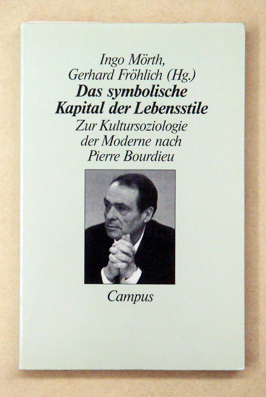 Ingo Mörth,
Gerhard Fröhlich (Hg.)
Das symbolische
Kapital der Lebensstile
Zur Kultursoziologie
der Moderne nach
Pierre Bourdieu
Campus